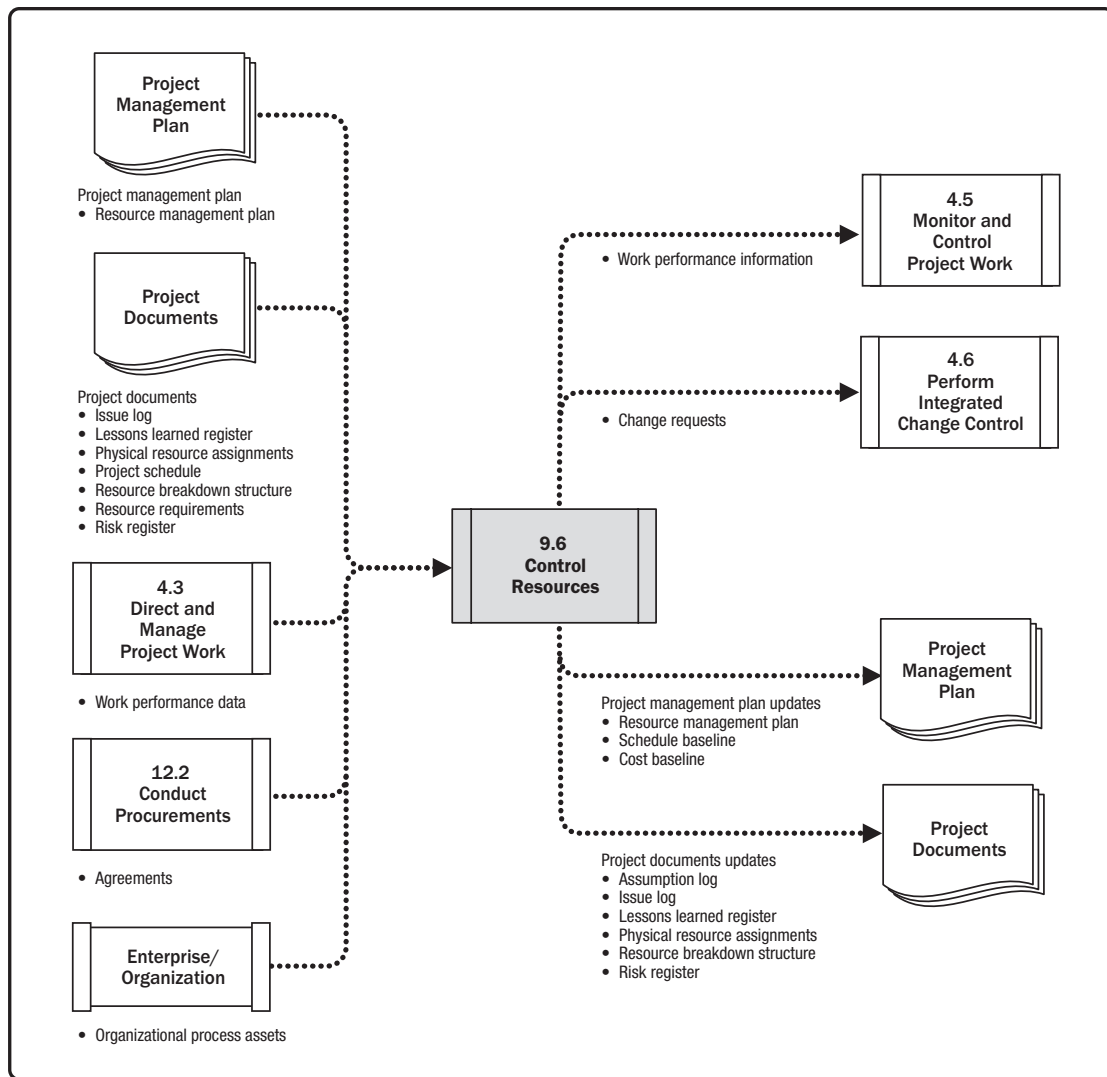 Project
Management
Plan
Project management plan
• Resource management plan
Project
Documents
Project documents
• Issue log
• Lessons learned register
• Physical resource assignments
• Project schedule
• Resource breakdown structure
• Resource requirements
• Risk register
4.3
Direct and
Manage
Project Work
• Work performance data
12.2
Conduct
Procurements
• Agreements
Enterprise/
Organization
• Organizational process assets
9.6
Control
Resources
• Work performance information
4.5
Monitor and
Control
Project Work
• Change requests
4.6
Perform
Integrated
Change Control
Project management plan updates
• Resource management plan
• Schedule baseline
• Cost baseline
Project
Management
Plan
Project documents updates
• Assumption log
• Issue log
• Lessons learned register
• Physical resource assignments
• Resource breakdown structure
• Risk register
Project
Documents